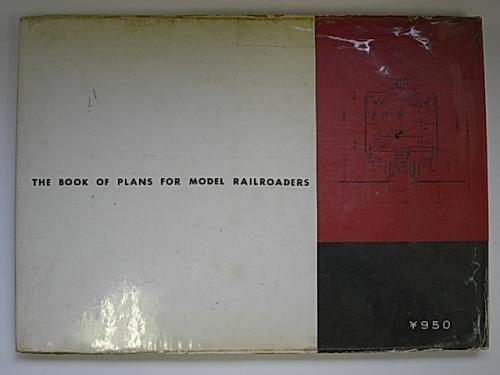 THE BOOK OF PLANS FOR MODEL RAILROADERS
¥950